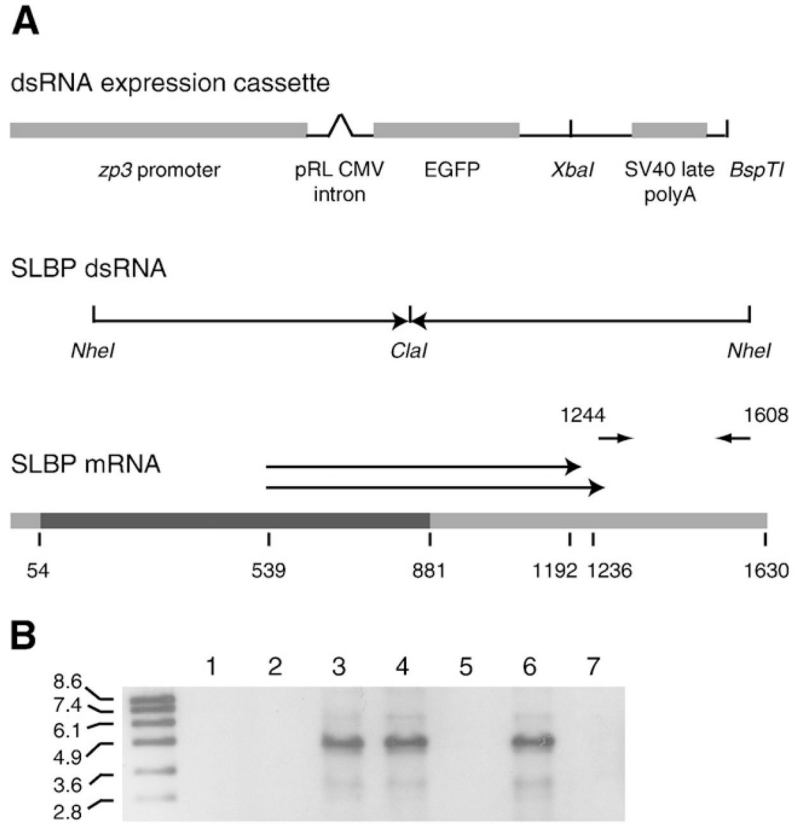 A
dsRNA expression cassette
zp3 promoter
pRL CMV intron
EGFP
XbaI
SV40 late polyA
BspTI
SLBP dsRNA
NheI
ClaI
NheI
1244
1608
SLBP mRNA
54
539
881
1192
1236
1630
B
1 2 3 4 5 6 7
8.6
7.4
6.1
4.9
3.6
2.8